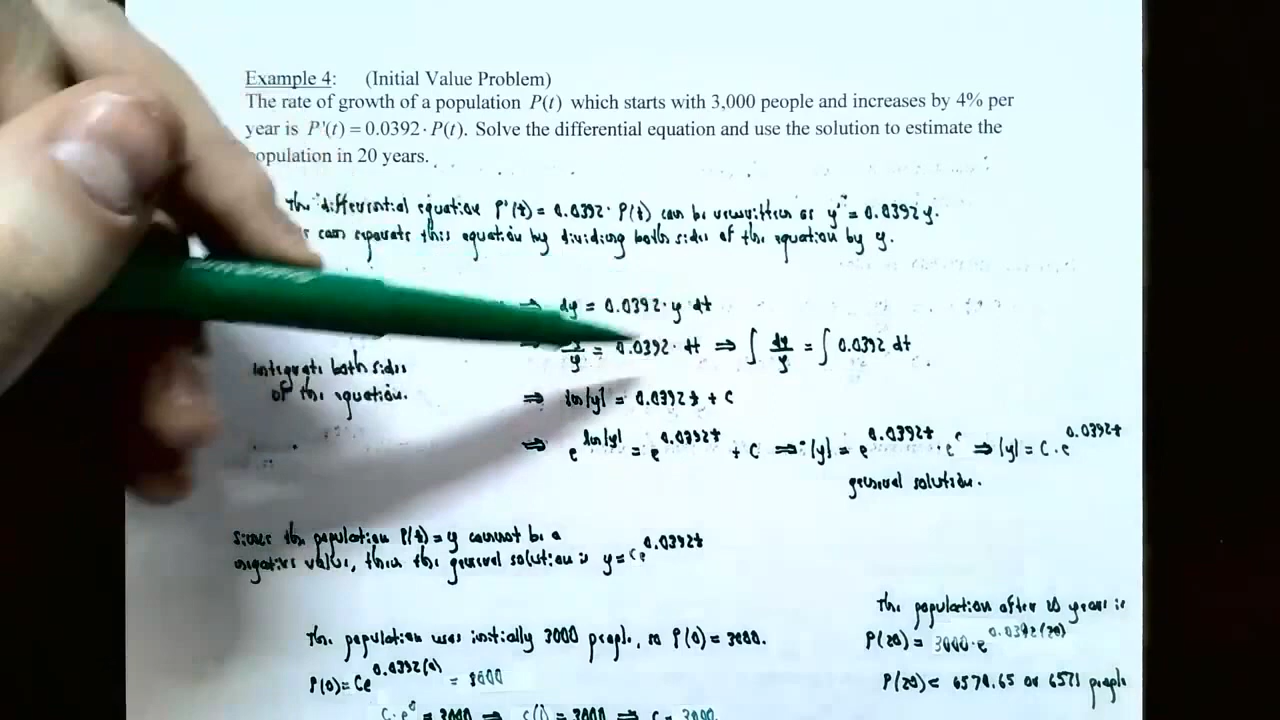 Example 4: (Initial Value Problem)
The rate of growth of a population P(t) which starts with 3,000 people and increases by 4% per
year is P'(t) = 0.0392 · P(t). Solve the differential equation and use the solution to estimate the
opulation in 20 years.
The differential equation P'(t) = 0.0392 · P(t) can be rewritten as y' = 0.0392 y.
can separate this equation by dividing both sides of the equation by y.
⇒ dy = 0.0392 · y dt
y = 0.0392 · dt ⇒ ∫ dy/y = ∫ 0.0392 dt
Integrate both sides
of the equation.
⇒ ln|y| = 0.0392t + C
⇒ e^ln|y| = e^0.0392t + C ⇒ |y| = e^0.0392t · e^C ⇒ |y| = C · e^0.0392t
general solution.
Since the population P(t) = y cannot be a
negative value, then the general solution is y = Ce^0.0392t
The population was initially 3000 people, so P(0) = 3000.
P(0) = Ce^0.0392(0) = 3000
C · e^0 = 3000 ⇒ C(1) = 3000 ⇒ C = 3000.
The population after 20 years is
P(20) = 3000 · e^0.0392(20)
P(20) = 6570.65 or 6571 people